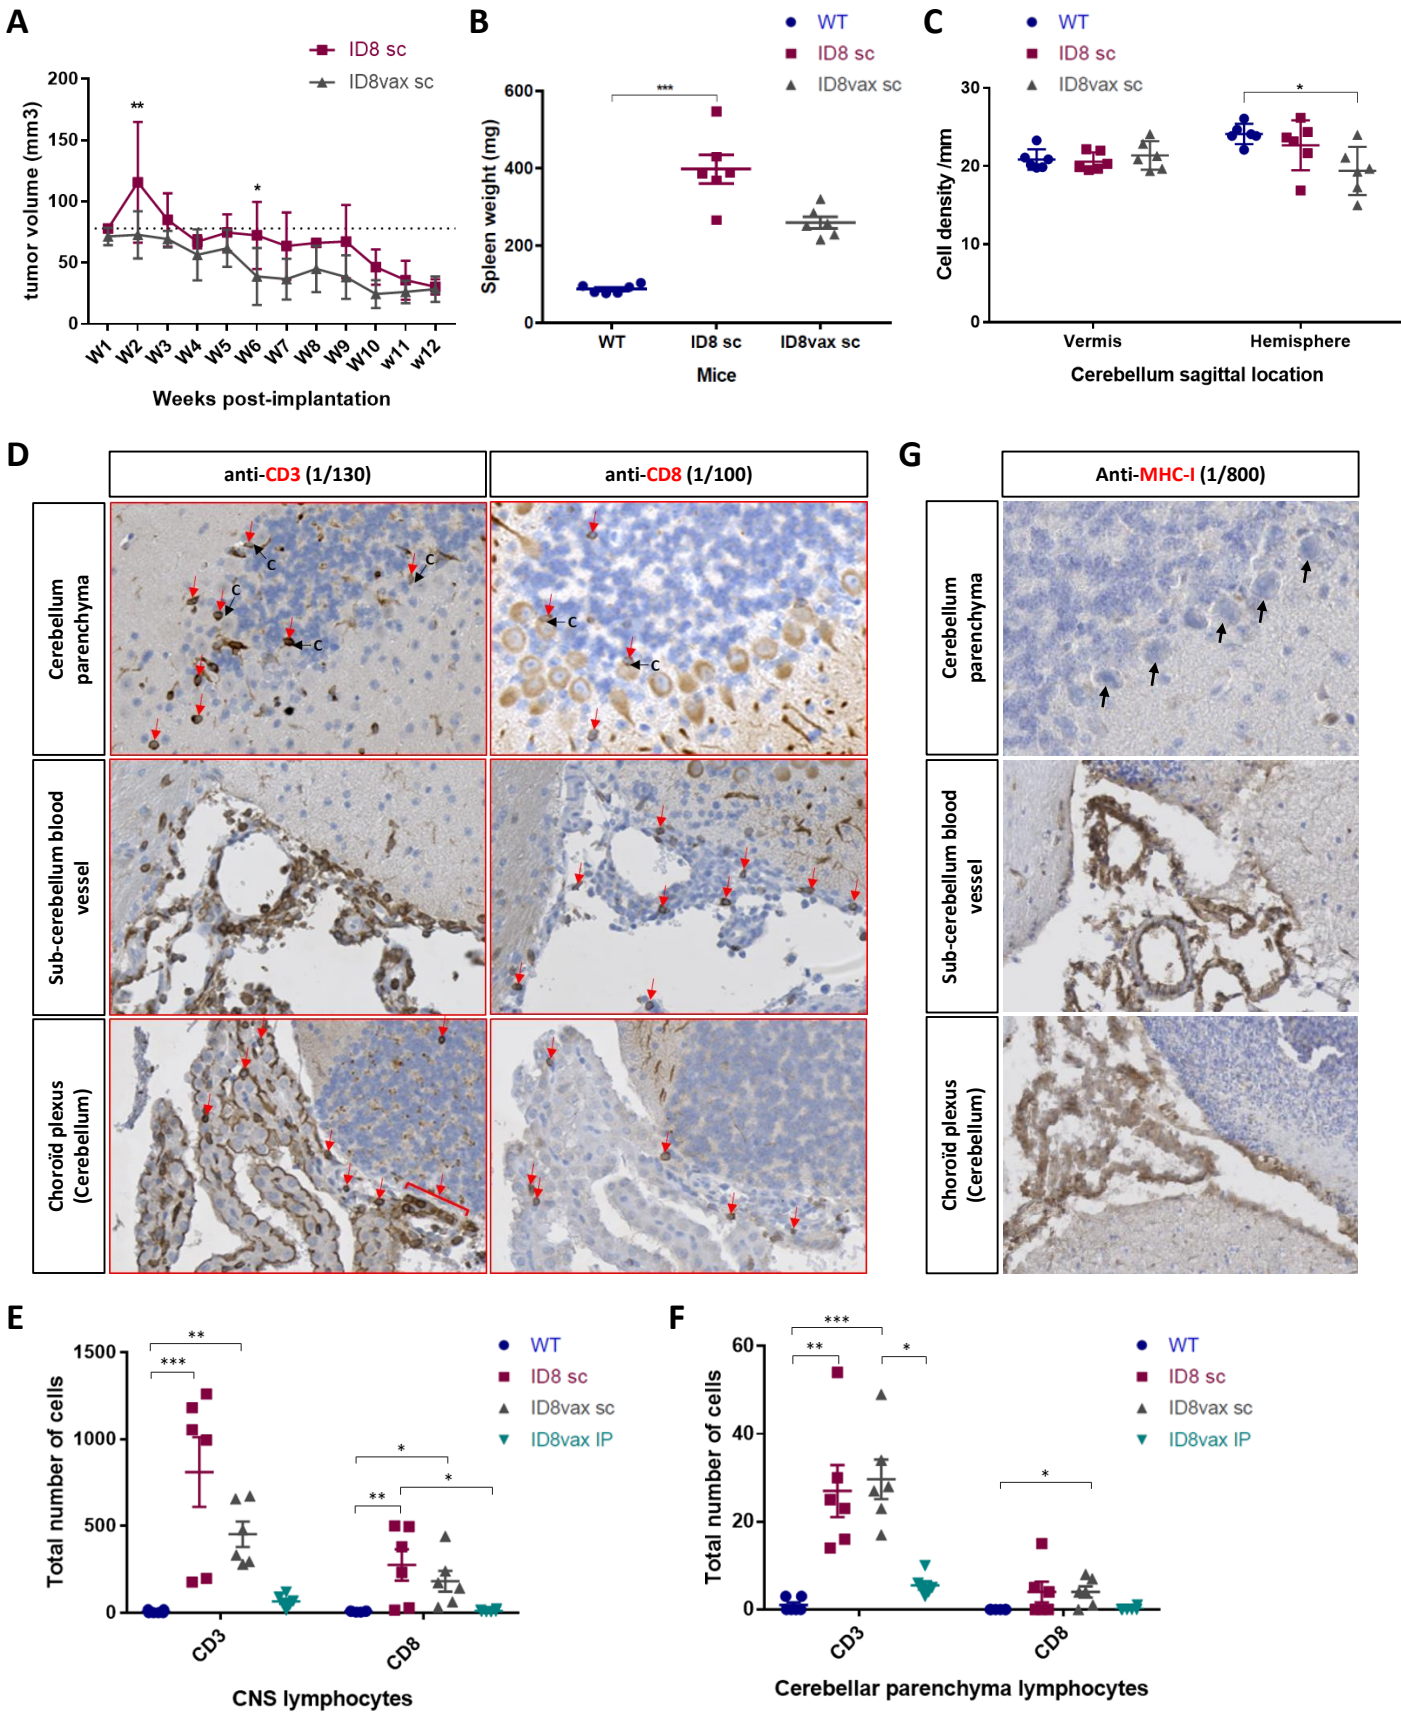 A
ID8 sc
ID8vax sc
tumor volume (mm3)
200
150
100
50
0
**
*
W1
W2
W3
W4
W5
W6
W7
W8
W9
W10
w11
w12
Weeks post-implantation
B
WT
ID8 sc
ID8vax sc
Spleen weight (mg)
600
400
200
0
***
WT
ID8 sc
ID8vax sc
Mice
C
WT
ID8 sc
ID8vax sc
Cell density /mm
30
20
10
0
*
Vermis
Hemisphere
Cerebellum sagittal location
D
anti-CD3 (1/130)
anti-CD8 (1/100)
Cerebellum
parenchyma
C
C
C
C
C
C
Sub-cerebellum blood
vessel
Choroïd plexus
(Cerebellum)
G
Anti-MHC-I (1/800)
Cerebellum
parenchyma
Sub-cerebellum blood
vessel
Choroïd plexus
(Cerebellum)
E
WT
ID8 sc
ID8vax sc
ID8vax IP
Total number of cells
1500
1000
500
0
**
***
*
*
**
CD3
CD8
CNS lymphocytes
F
WT
ID8 sc
ID8vax sc
ID8vax IP
Total number of cells
60
40
20
0
***
**
*
*
CD3
CD8
Cerebellar parenchyma lymphocytes